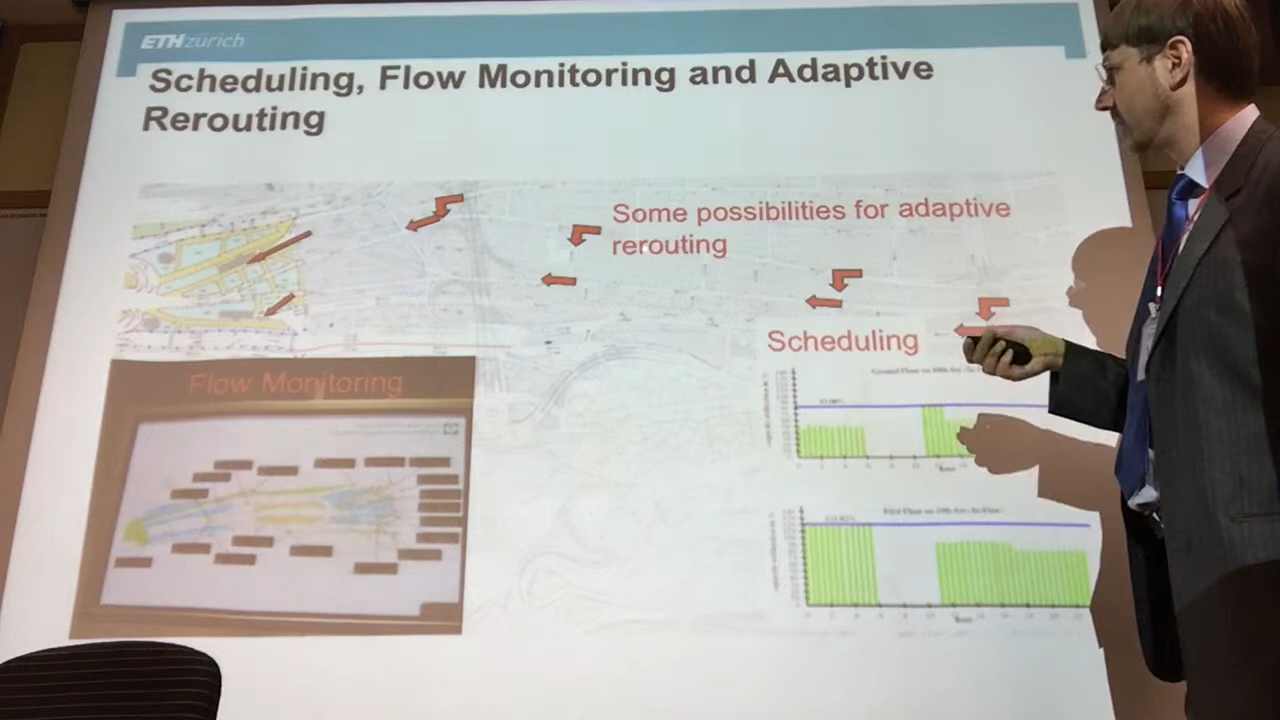 ETH zürich
Scheduling, Flow Monitoring and Adaptive
Rerouting
Some possibilities for adaptive
rerouting
Scheduling
Flow Monitoring